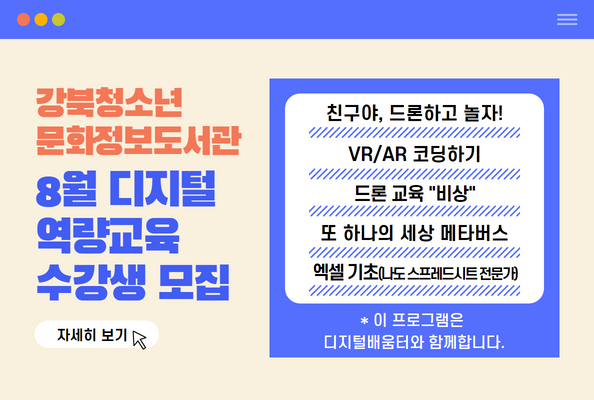 강북청소년
문화정보도서관
8월 디지털
역량교육
수강생 모집
자세히 보기
친구야, 드론하고 놀자!
VR/AR 코딩하기
드론 교육 "비상"
또 하나의 세상 메타버스
엑셀 기초(나도 스프레드시트 전문가)
* 이 프로그램은
디지털배움터와 함께합니다.